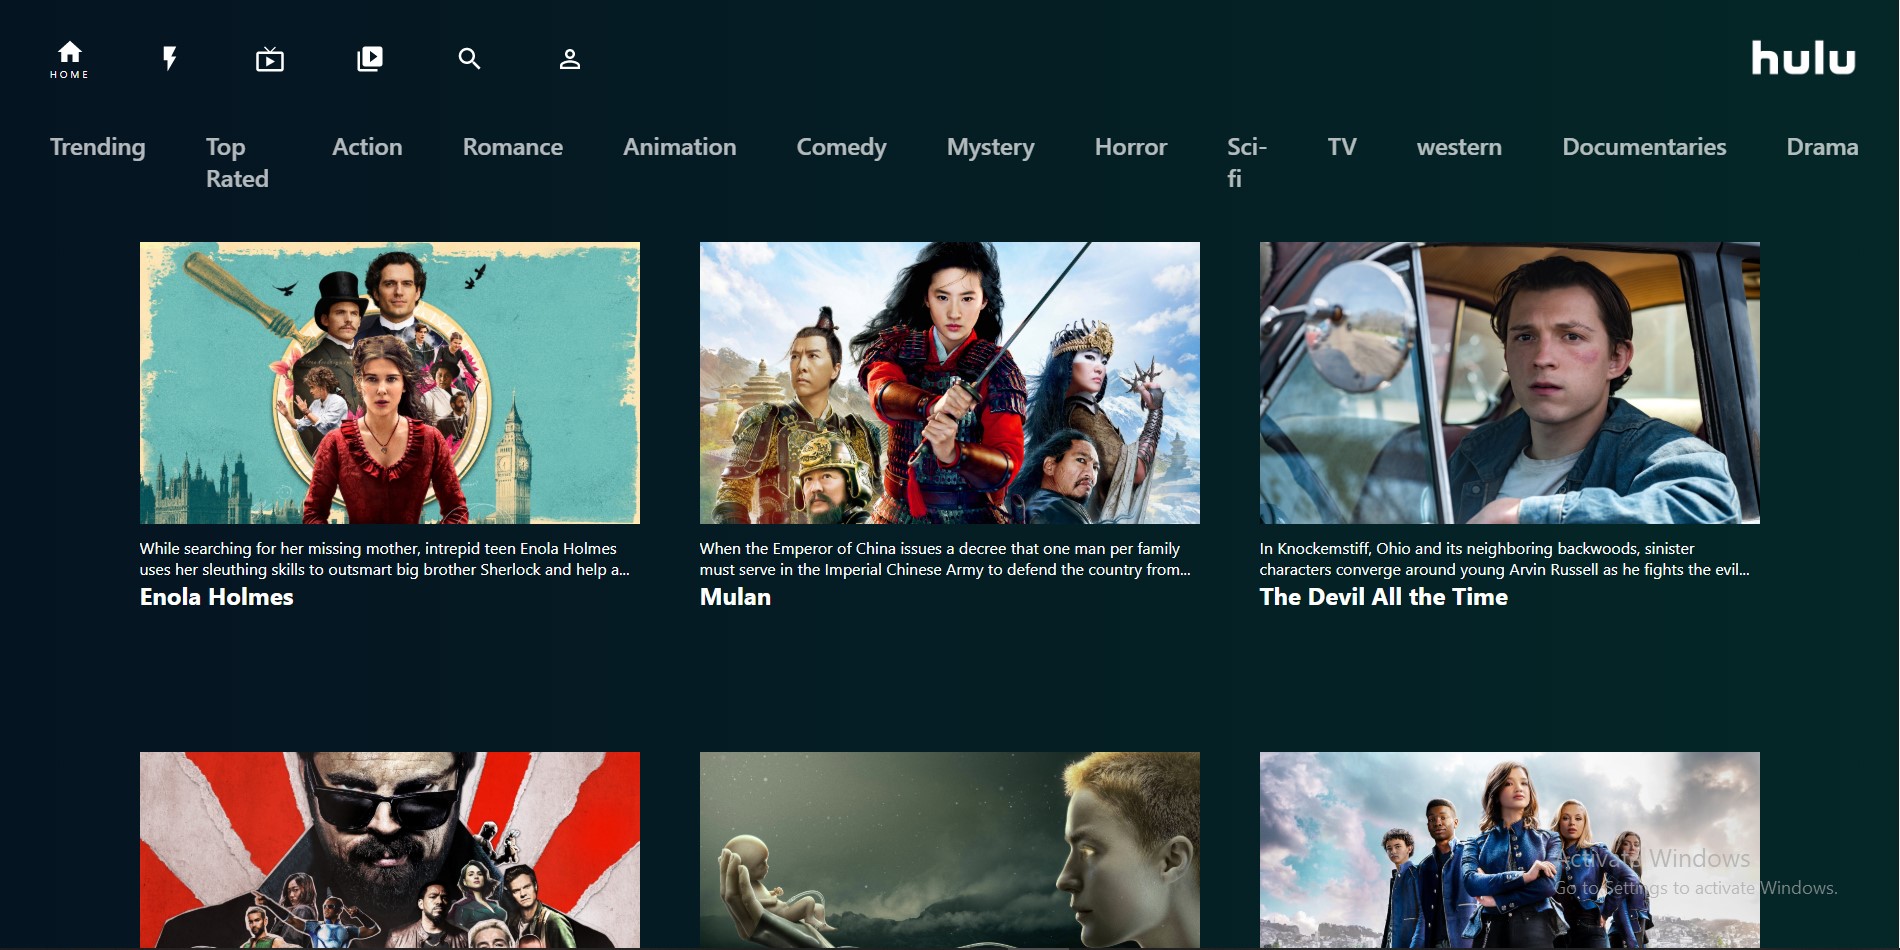 HOME
hulu
Trending
Top
Rated
Action
Romance
Animation
Comedy
Mystery
Horror
Sci-
fi
TV
western
Documentaries
Drama
While searching for her missing mother, intrepid teen Enola Holmes
uses her sleuthing skills to outsmart big brother Sherlock and help a...
Enola Holmes
When the Emperor of China issues a decree that one man per family
must serve in the Imperial Chinese Army to defend the country from...
Mulan
In Knockemstiff, Ohio and its neighboring backwoods, sinister
characters converge around young Arvin Russell as he fights the evil...
The Devil All the Time
Activate Windows
Go to Settings to activate Windows.